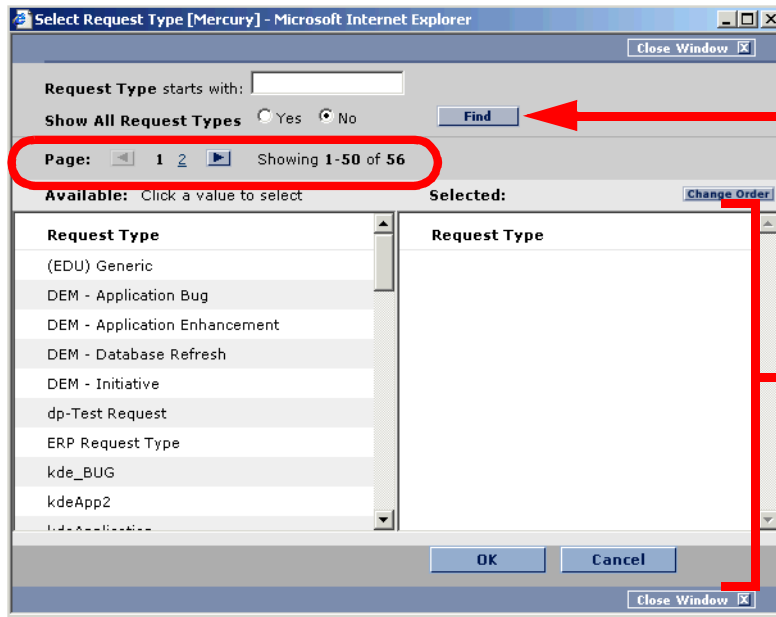 Select Request Type [Mercury] - Microsoft Internet Explorer
Close Window X
Request Type starts with:
Show All Request Types Yes No Find
Page: 1 2 Showing 1-50 of 56
Available: Click a value to select Selected: Change Order
Request Type Request Type
(EDU) Generic
DEM - Application Bug
DEM - Application Enhancement
DEM - Database Refresh
DEM - Initiative
dp-Test Request
ERP Request Type
kde_BUG
kdeApp2
OK Cancel
Close Window X